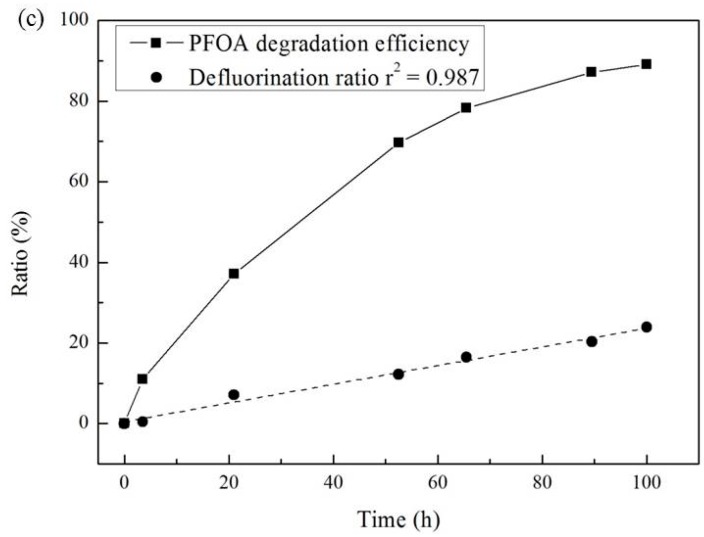 (c)
PFOA degradation efficiency
Defluorination ratio r² = 0.987
100
80
60
40
20
0
Ratio (%)
0 20 40 60 80 100
Time (h)